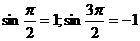 sin π/2 = 1; sin 3π/2 = −1